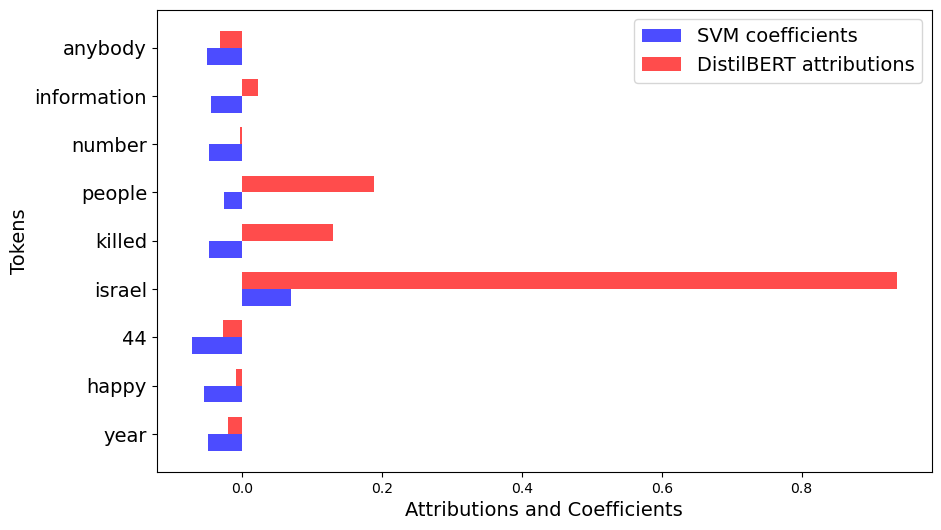 SVM coefficients
DistilBERT attributions
anybody
information
number
people
killed
israel
44
happy
year
Tokens
0.0 0.2 0.4 0.6 0.8
Attributions and Coefficients